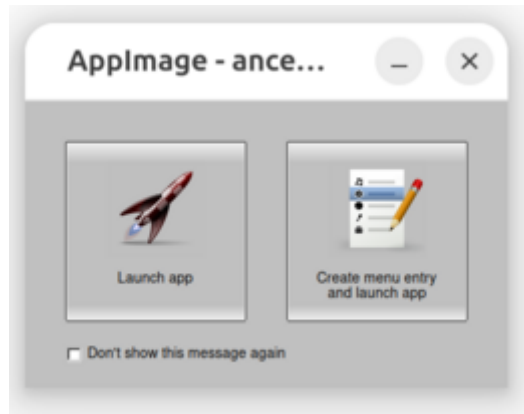 AppImage - ance...
Launch app
Create menu entry
and launch app
Don't show this message again